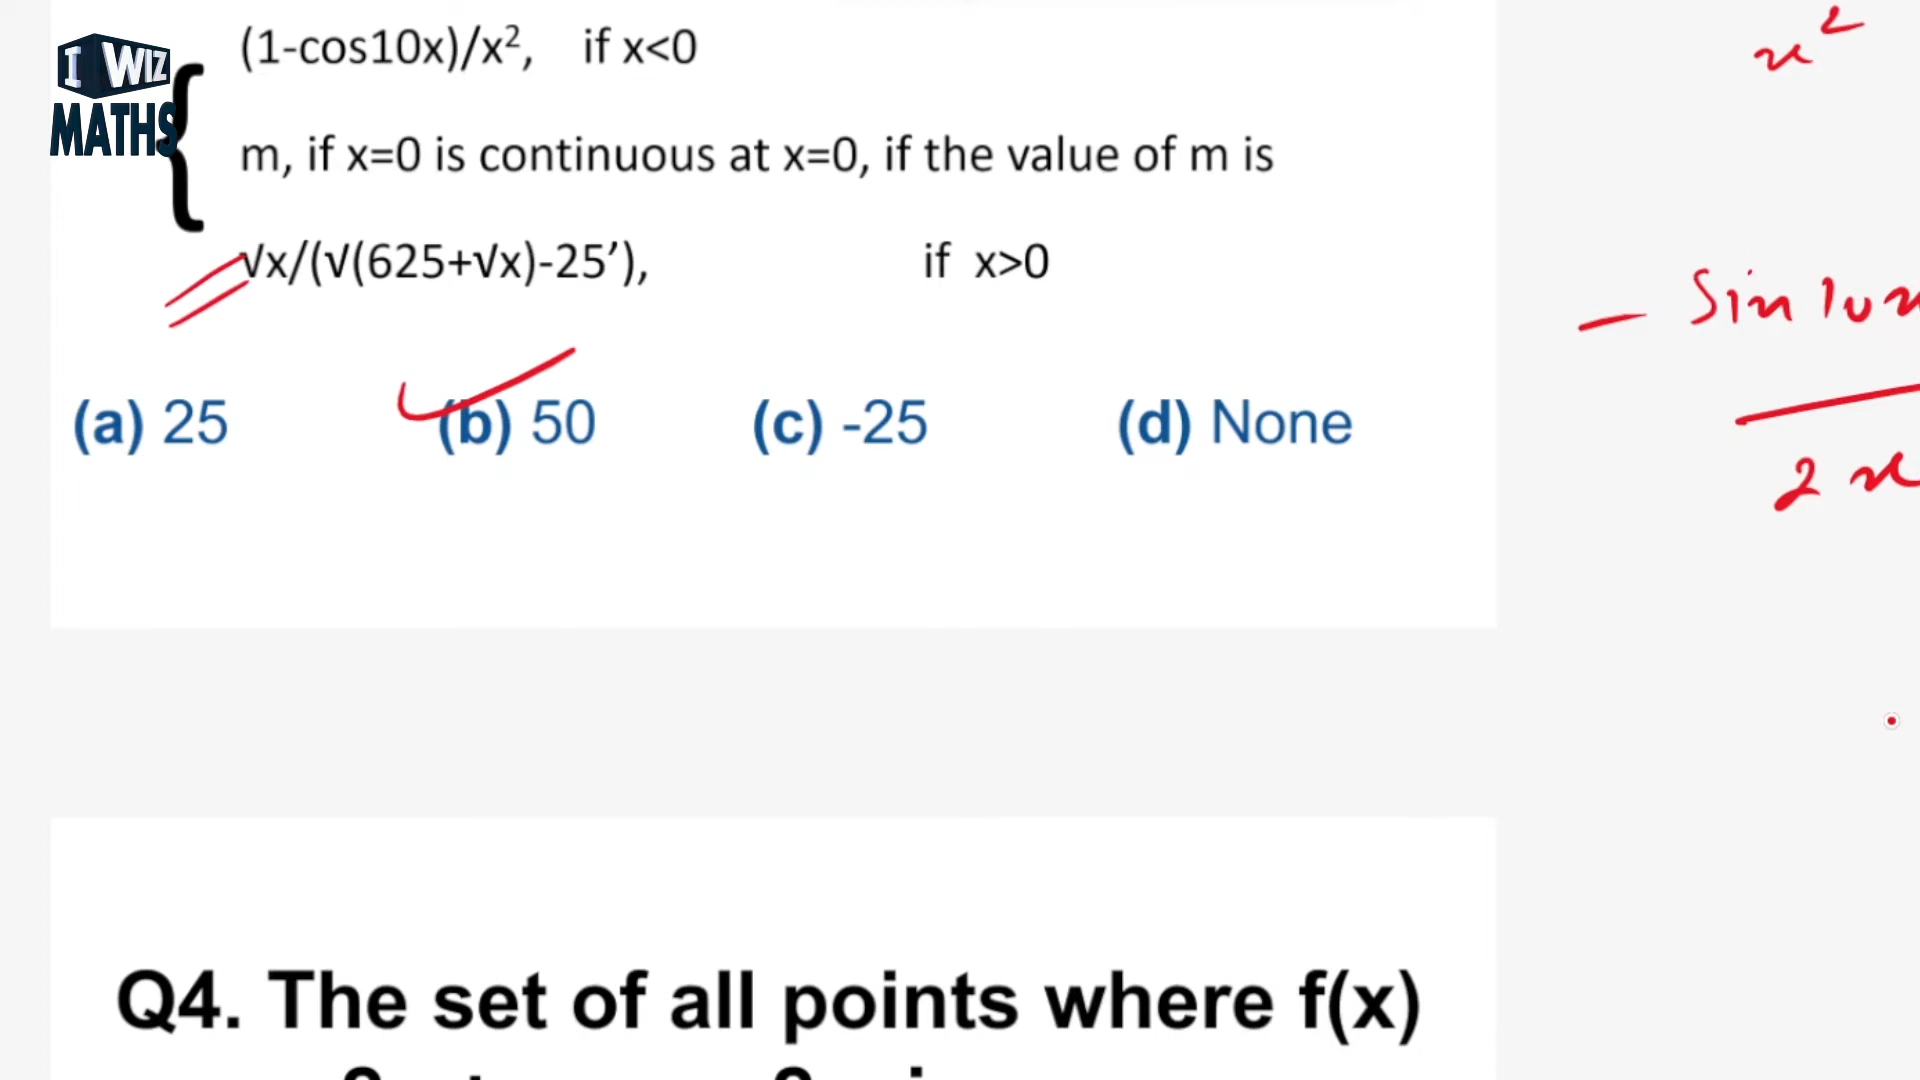 I WIZ
MATHS
(1-cos10x)/x², if x<0
m, if x=0 is continuous at x=0, if the value of m is
√x/(√(625+√x)-25’), if x>0
(a) 25 (b) 50 (c) -25 (d) None
x²
— Sin 10x
2x
Q4. The set of all points where f(x)